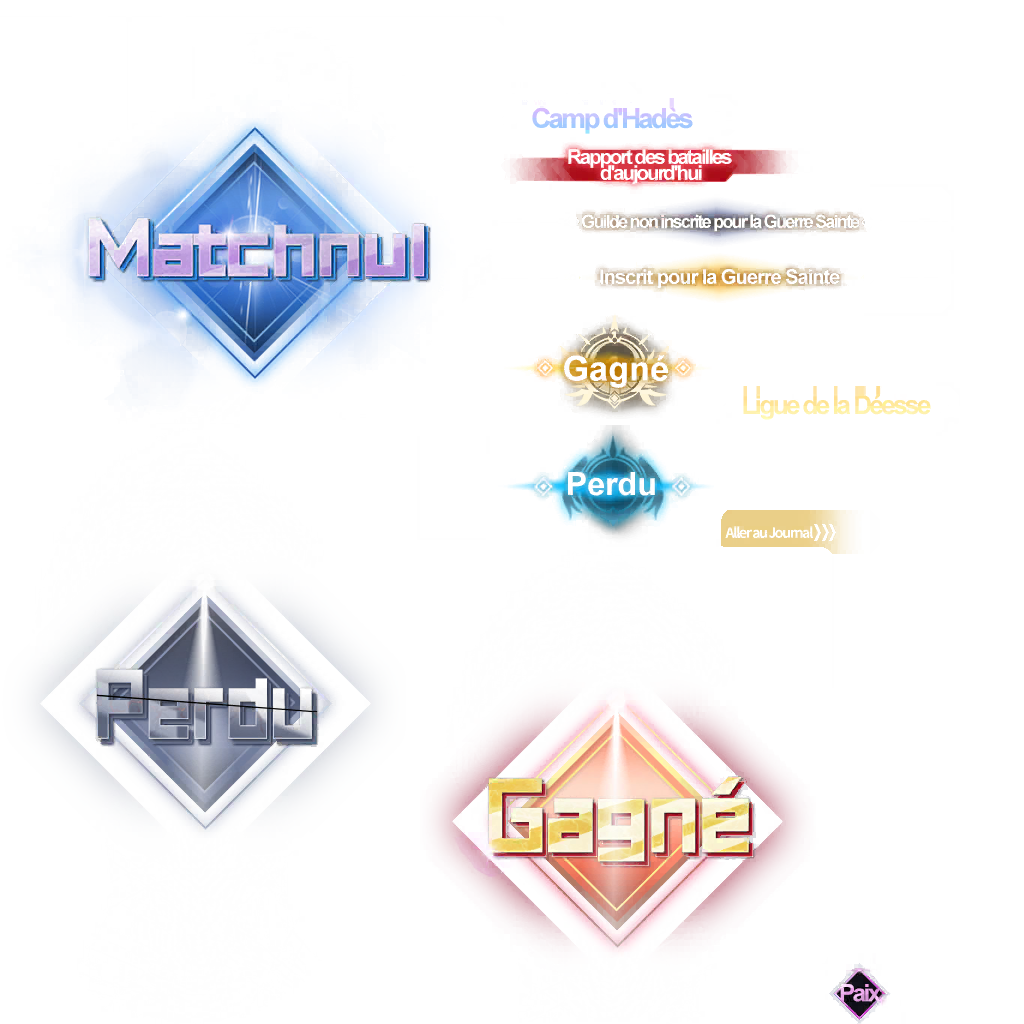 Camp d'Hadès
Rapport des batailles
d'aujourd'hui
Matchnul
Guilde non inscrite pour la Guerre Sainte
Inscrit pour la Guerre Sainte
Gagné
Ligue de la Déesse
Perdu
Aller au Journal
Perdu
Gagné
Paix